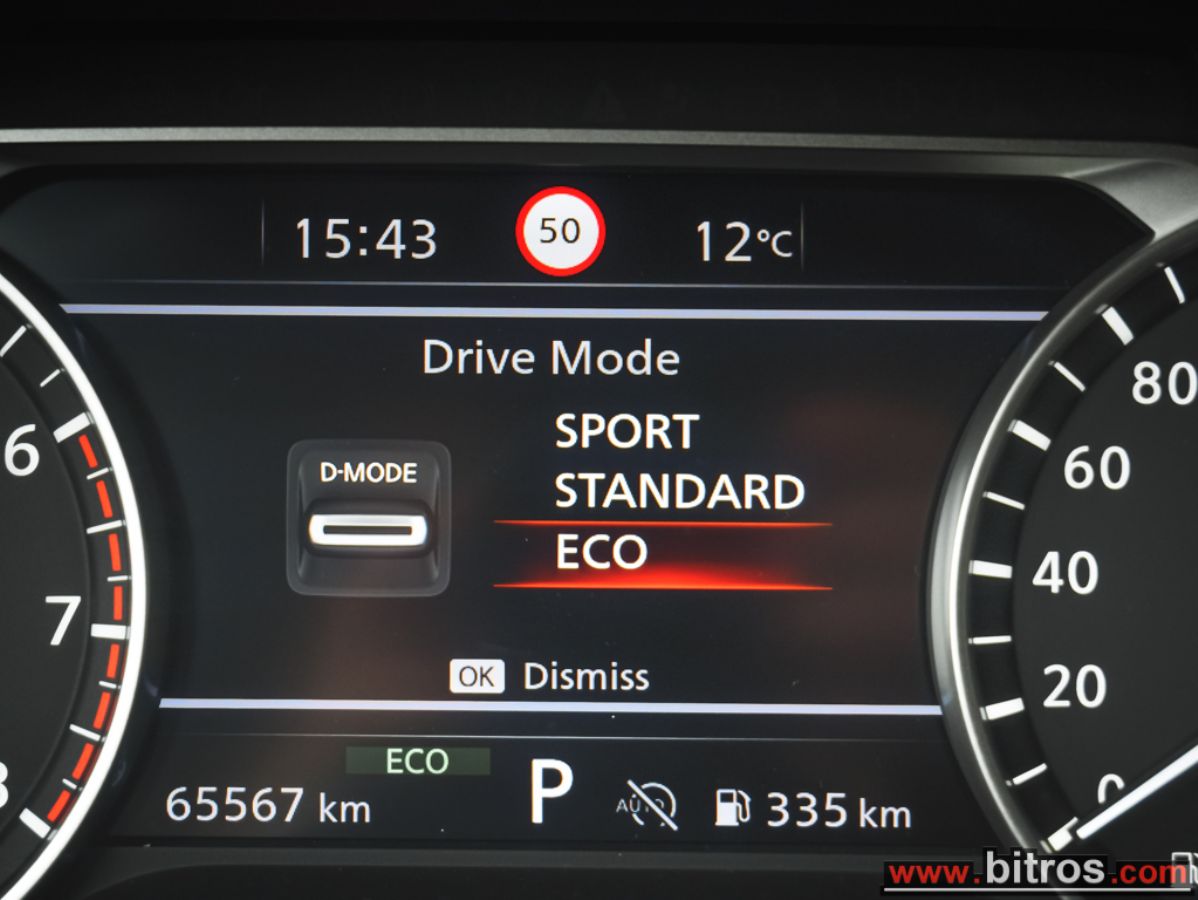 15:43 50 12°C
Drive Mode
SPORT
STANDARD
ECO
D-MODE
OK Dismiss
ECO
65567 km P AUTO 335 km
6
7
80
60
40
20
0
www.bitros.com